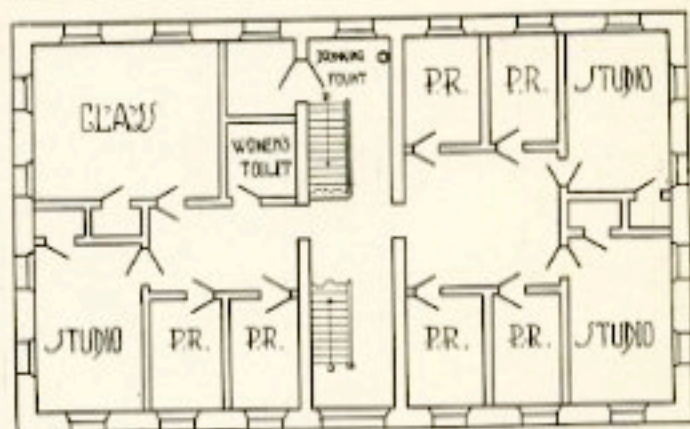 DRINKING
FOUNT
P.R.
P.R.
STUDIO
CLASS
WOMEN'S
TOILET
STUDIO
P.R.
P.R.
P.R.
P.R.
STUDIO